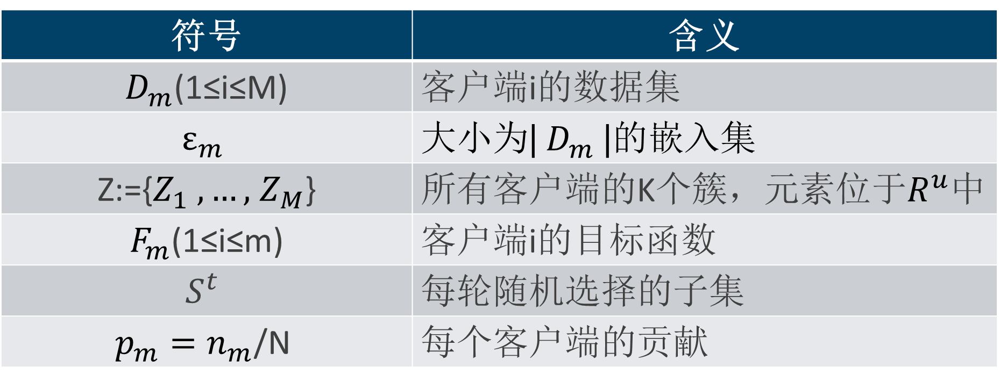 符号 含义
D_m(1≤i≤M) 客户端i的数据集
ε_m 大小为| D_m |的嵌入集
Z:={Z_1 , … , Z_M} 所有客户端的K个簇，元素位于R^u中
F_m(1≤i≤m) 客户端i的目标函数
S^t 每轮随机选择的子集
p_m = n_m/N 每个客户端的贡献